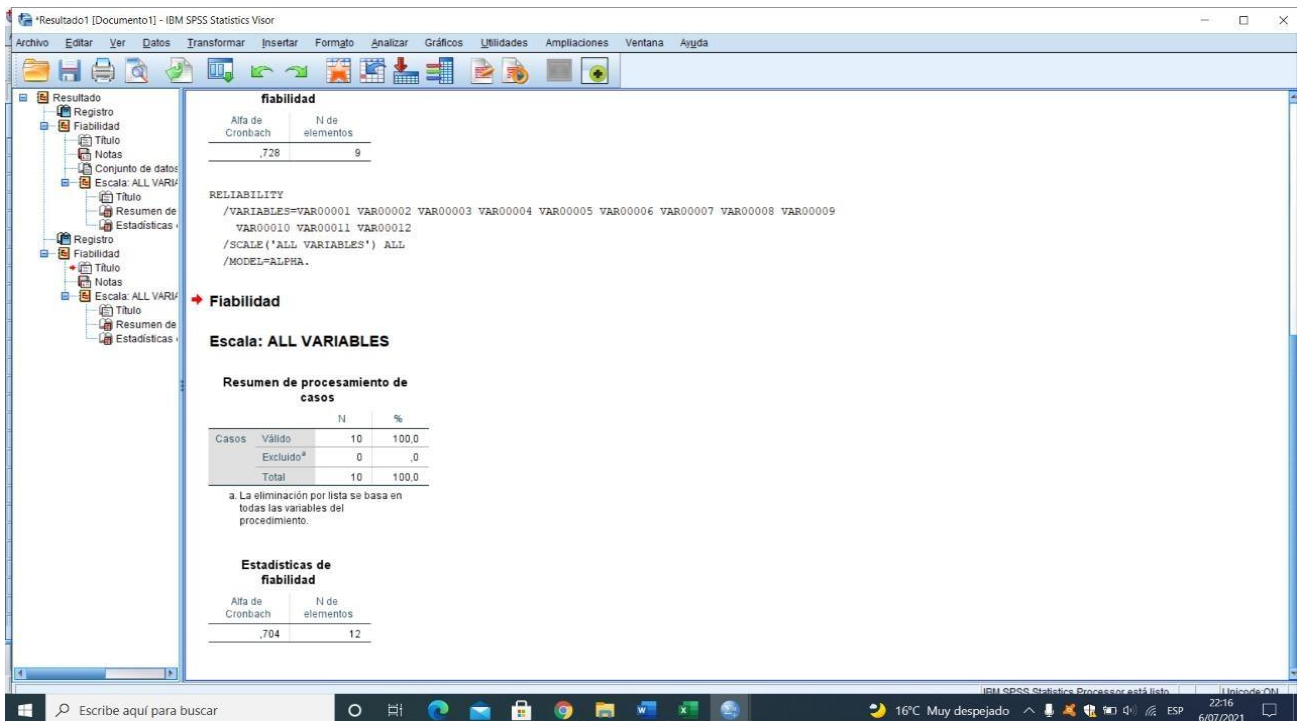 *Resultado1 [Documento1] - IBM SPSS Statistics Visor
Archivo Editar Ver Datos Transformar Insertar Formato Analizar Gráficos Utilidades Ampliaciones Ventana Ayuda
Resultado
Registro
Fiabilidad
Título
Notas
Conjunto de datos
Escala: ALL VARIA
Título
Resumen de
Estadísticas
Registro
Fiabilidad
Título
Notas
Escala: ALL VARIA
Título
Resumen de
Estadísticas
fiabilidad
Alfa de Cronbach N de elementos
,728 9
RELIABILITY
/VARIABLES=VAR00001 VAR00002 VAR00003 VAR00004 VAR00005 VAR00006 VAR00007 VAR00008 VAR00009
VAR00010 VAR00011 VAR00012
/SCALE('ALL VARIABLES') ALL
/MODEL=ALPHA.
Fiabilidad
Escala: ALL VARIABLES
Resumen de procesamiento de
casos
N %
Casos Válido 10 100,0
Excluido a 0 ,0
Total 10 100,0
a. La eliminación por lista se basa en
todas las variables del
procedimiento.
Estadísticas de
fiabilidad
Alfa de Cronbach N de elementos
,704 12
IBM SPSS Statistics Processor está listo Unicode:ON
Escribe aquí para buscar
16°C Muy despejado ESP 22:16
6/07/2021